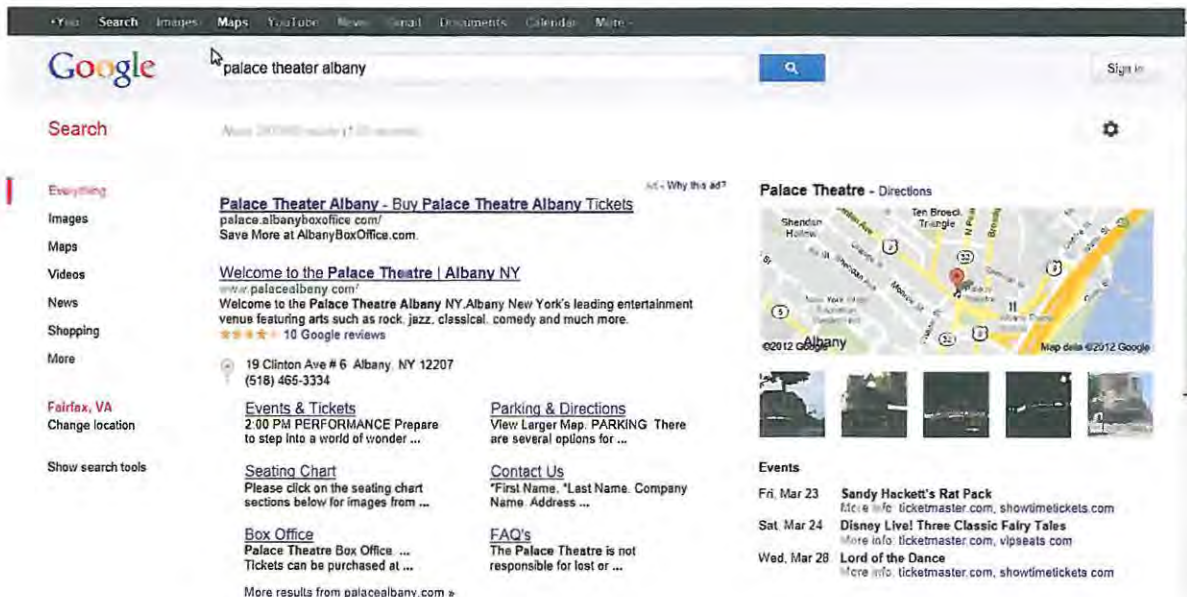 +You Search Images Maps YouTube News Gmail Documents Calendar More
Google
palace theater albany
Sign in
Search
Everything
Images
Maps
Videos
News
Shopping
More
Fairfax, VA
Change location
Show search tools
Ad - Why this ad?
Palace Theater Albany - Buy Palace Theatre Albany Tickets
palace.albanyboxoffice.com/
Save More at AlbanyBoxOffice.com.
Welcome to the Palace Theatre | Albany NY
www.palacealbany.com/
Welcome to the Palace Theatre Albany NY.Albany New York's leading entertainment
venue featuring arts such as rock, jazz, classical, comedy and much more.
10 Google reviews
19 Clinton Ave # 6 Albany, NY 12207
(518) 465-3334
Events & Tickets
2:00 PM PERFORMANCE Prepare
to step into a world of wonder ...
Parking & Directions
View Larger Map. PARKING There
are several options for ...
Seating Chart
Please click on the seating chart
sections below for images from ...
Contact Us
*First Name. *Last Name. Company
Name. Address ...
Box Office
Palace Theatre Box Office. ...
Tickets can be purchased at ...
FAQ's
The Palace Theatre is not
responsible for lost or ...
More results from palacealbany.com »
Palace Theatre - Directions
Sheridan
Hollow
Ten Broeck
Triangle
Sheridan Ave
Albany
©2012 Google
Map data ©2012 Google
Events
Fri, Mar 23 Sandy Hackett's Rat Pack
More info: ticketmaster.com, showtimetickets.com
Sat, Mar 24 Disney Live! Three Classic Fairy Tales
More info: ticketmaster.com, vipseats.com
Wed, Mar 28 Lord of the Dance
More info: ticketmaster.com, showtimetickets.com